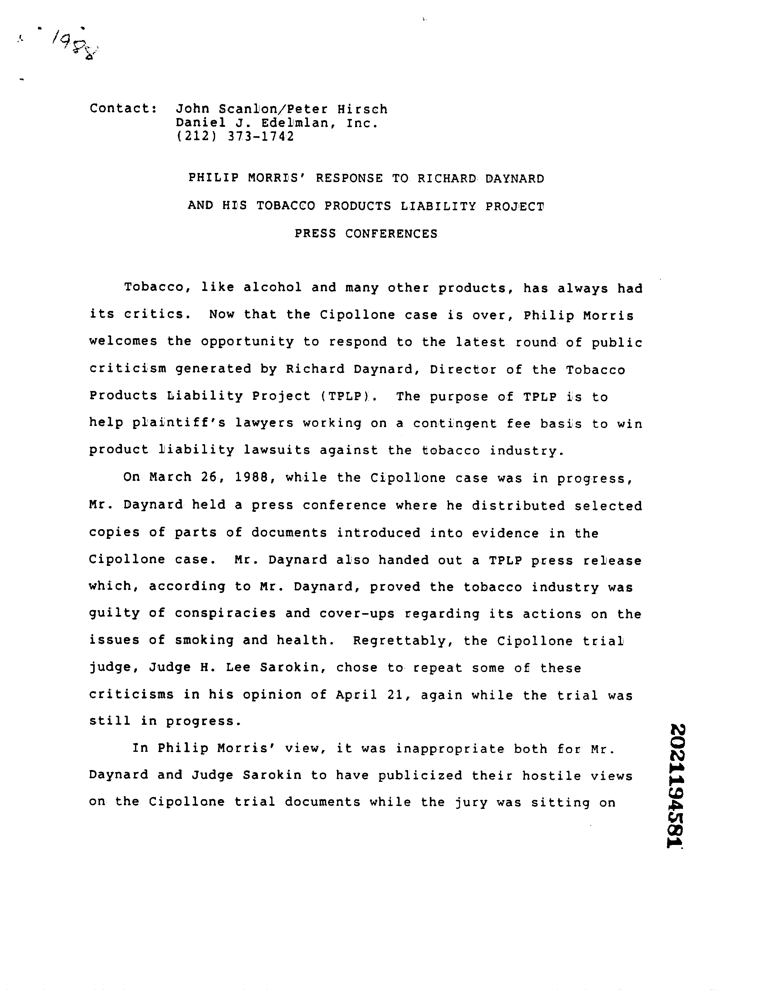 1988
Contact: John Scanlon/Peter Hirsch
Daniel J. Edelmlan, Inc.
(212) 373-1742
PHILIP MORRIS' RESPONSE TO RICHARD DAYNARD
AND HIS TOBACCO PRODUCTS LIABILITY PROJECT
PRESS CONFERENCES
Tobacco, like alcohol and many other products, has always had
its critics. Now that the Cipollone case is over, Philip Morris
welcomes the opportunity to respond to the latest round of public
criticism generated by Richard Daynard, Director of the Tobacco
Products Liability Project (TPLP). The purpose of TPLP is to
help plaintiff's lawyers working on a contingent fee basis to win
product liability lawsuits against the tobacco industry.
On March 26, 1988, while the Cipollone case was in progress,
Mr. Daynard held a press conference where he distributed selected
copies of parts of documents introduced into evidence in the
Cipollone case. Mr. Daynard also handed out a TPLP press release
which, according to Mr. Daynard, proved the tobacco industry was
guilty of conspiracies and cover-ups regarding its actions on the
issues of smoking and health. Regrettably, the Cipollone trial
judge, Judge H. Lee Sarokin, chose to repeat some of these
criticisms in his opinion of April 21, again while the trial was
still in progress.
In Philip Morris' view, it was inappropriate both for Mr.
Daynard and Judge Sarokin to have publicized their hostile views
on the Cipollone trial documents while the jury was sitting on
2021194581